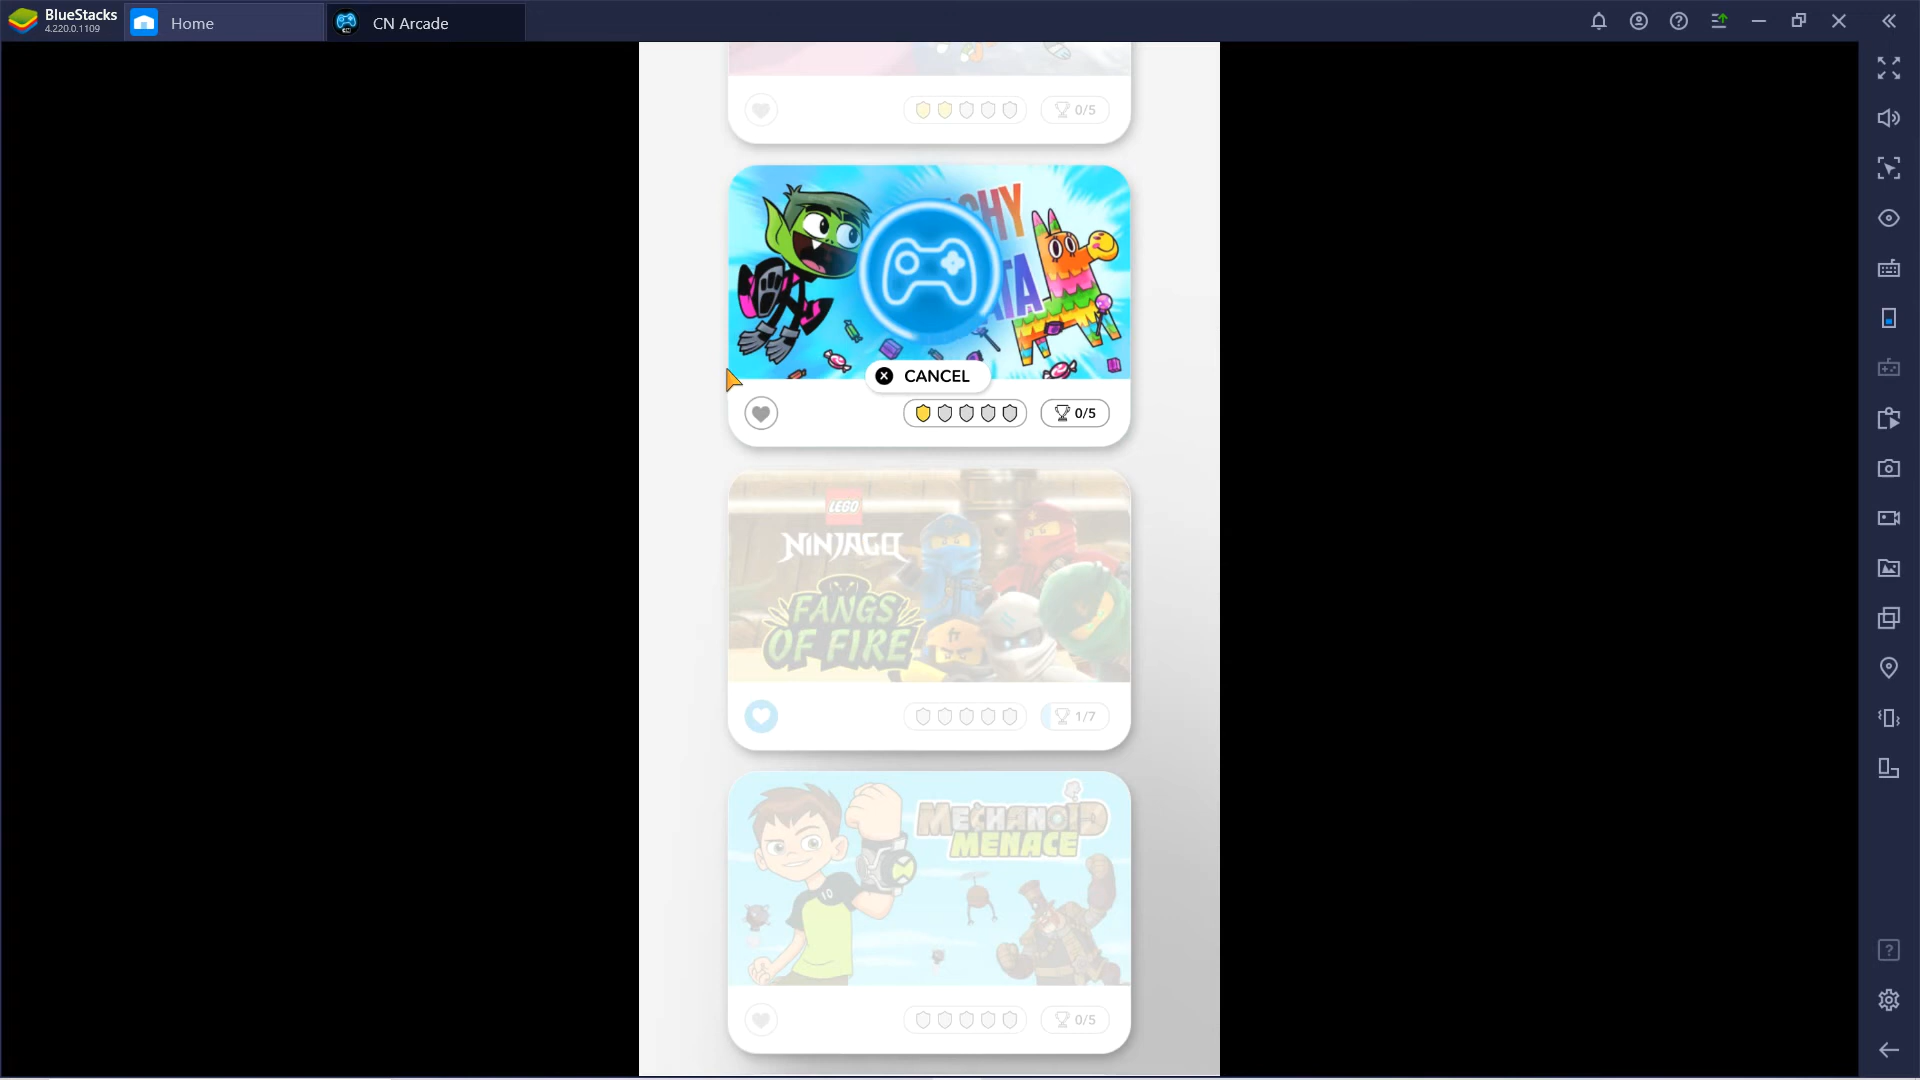 BlueStacks
4.220.0.1109
Home
CN Arcade
0/5
CANCEL
0/5
LEGO
NINJAGO
FANGS
OF FIRE
1/7
MECHANOID
MENACE
10
0/5